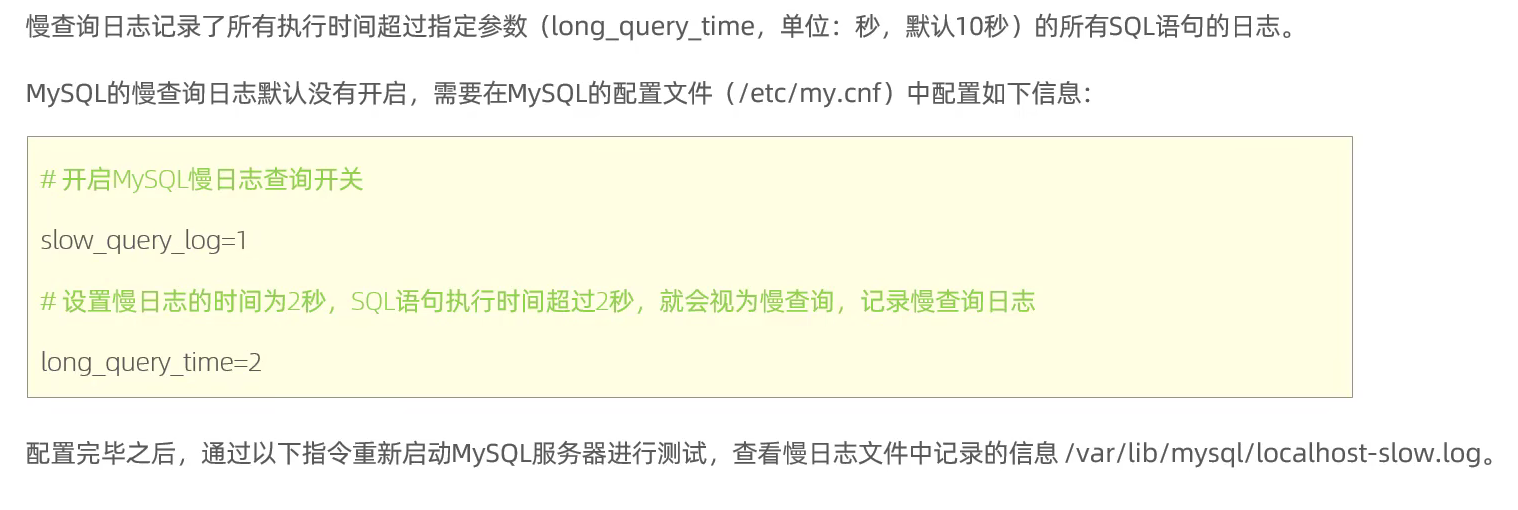 慢查询日志记录了所有执行时间超过指定参数（long_query_time，单位：秒，默认10秒）的所有SQL语句的日志。
MySQL的慢查询日志默认没有开启，需要在MySQL的配置文件（/etc/my.cnf）中配置如下信息：
# 开启MySQL慢日志查询开关
slow_query_log=1
# 设置慢日志的时间为2秒，SQL语句执行时间超过2秒，就会视为慢查询，记录慢查询日志
long_query_time=2
配置完毕之后，通过以下指令重新启动MySQL服务器进行测试，查看慢日志文件中记录的信息 /var/lib/mysql/localhost-slow.log。